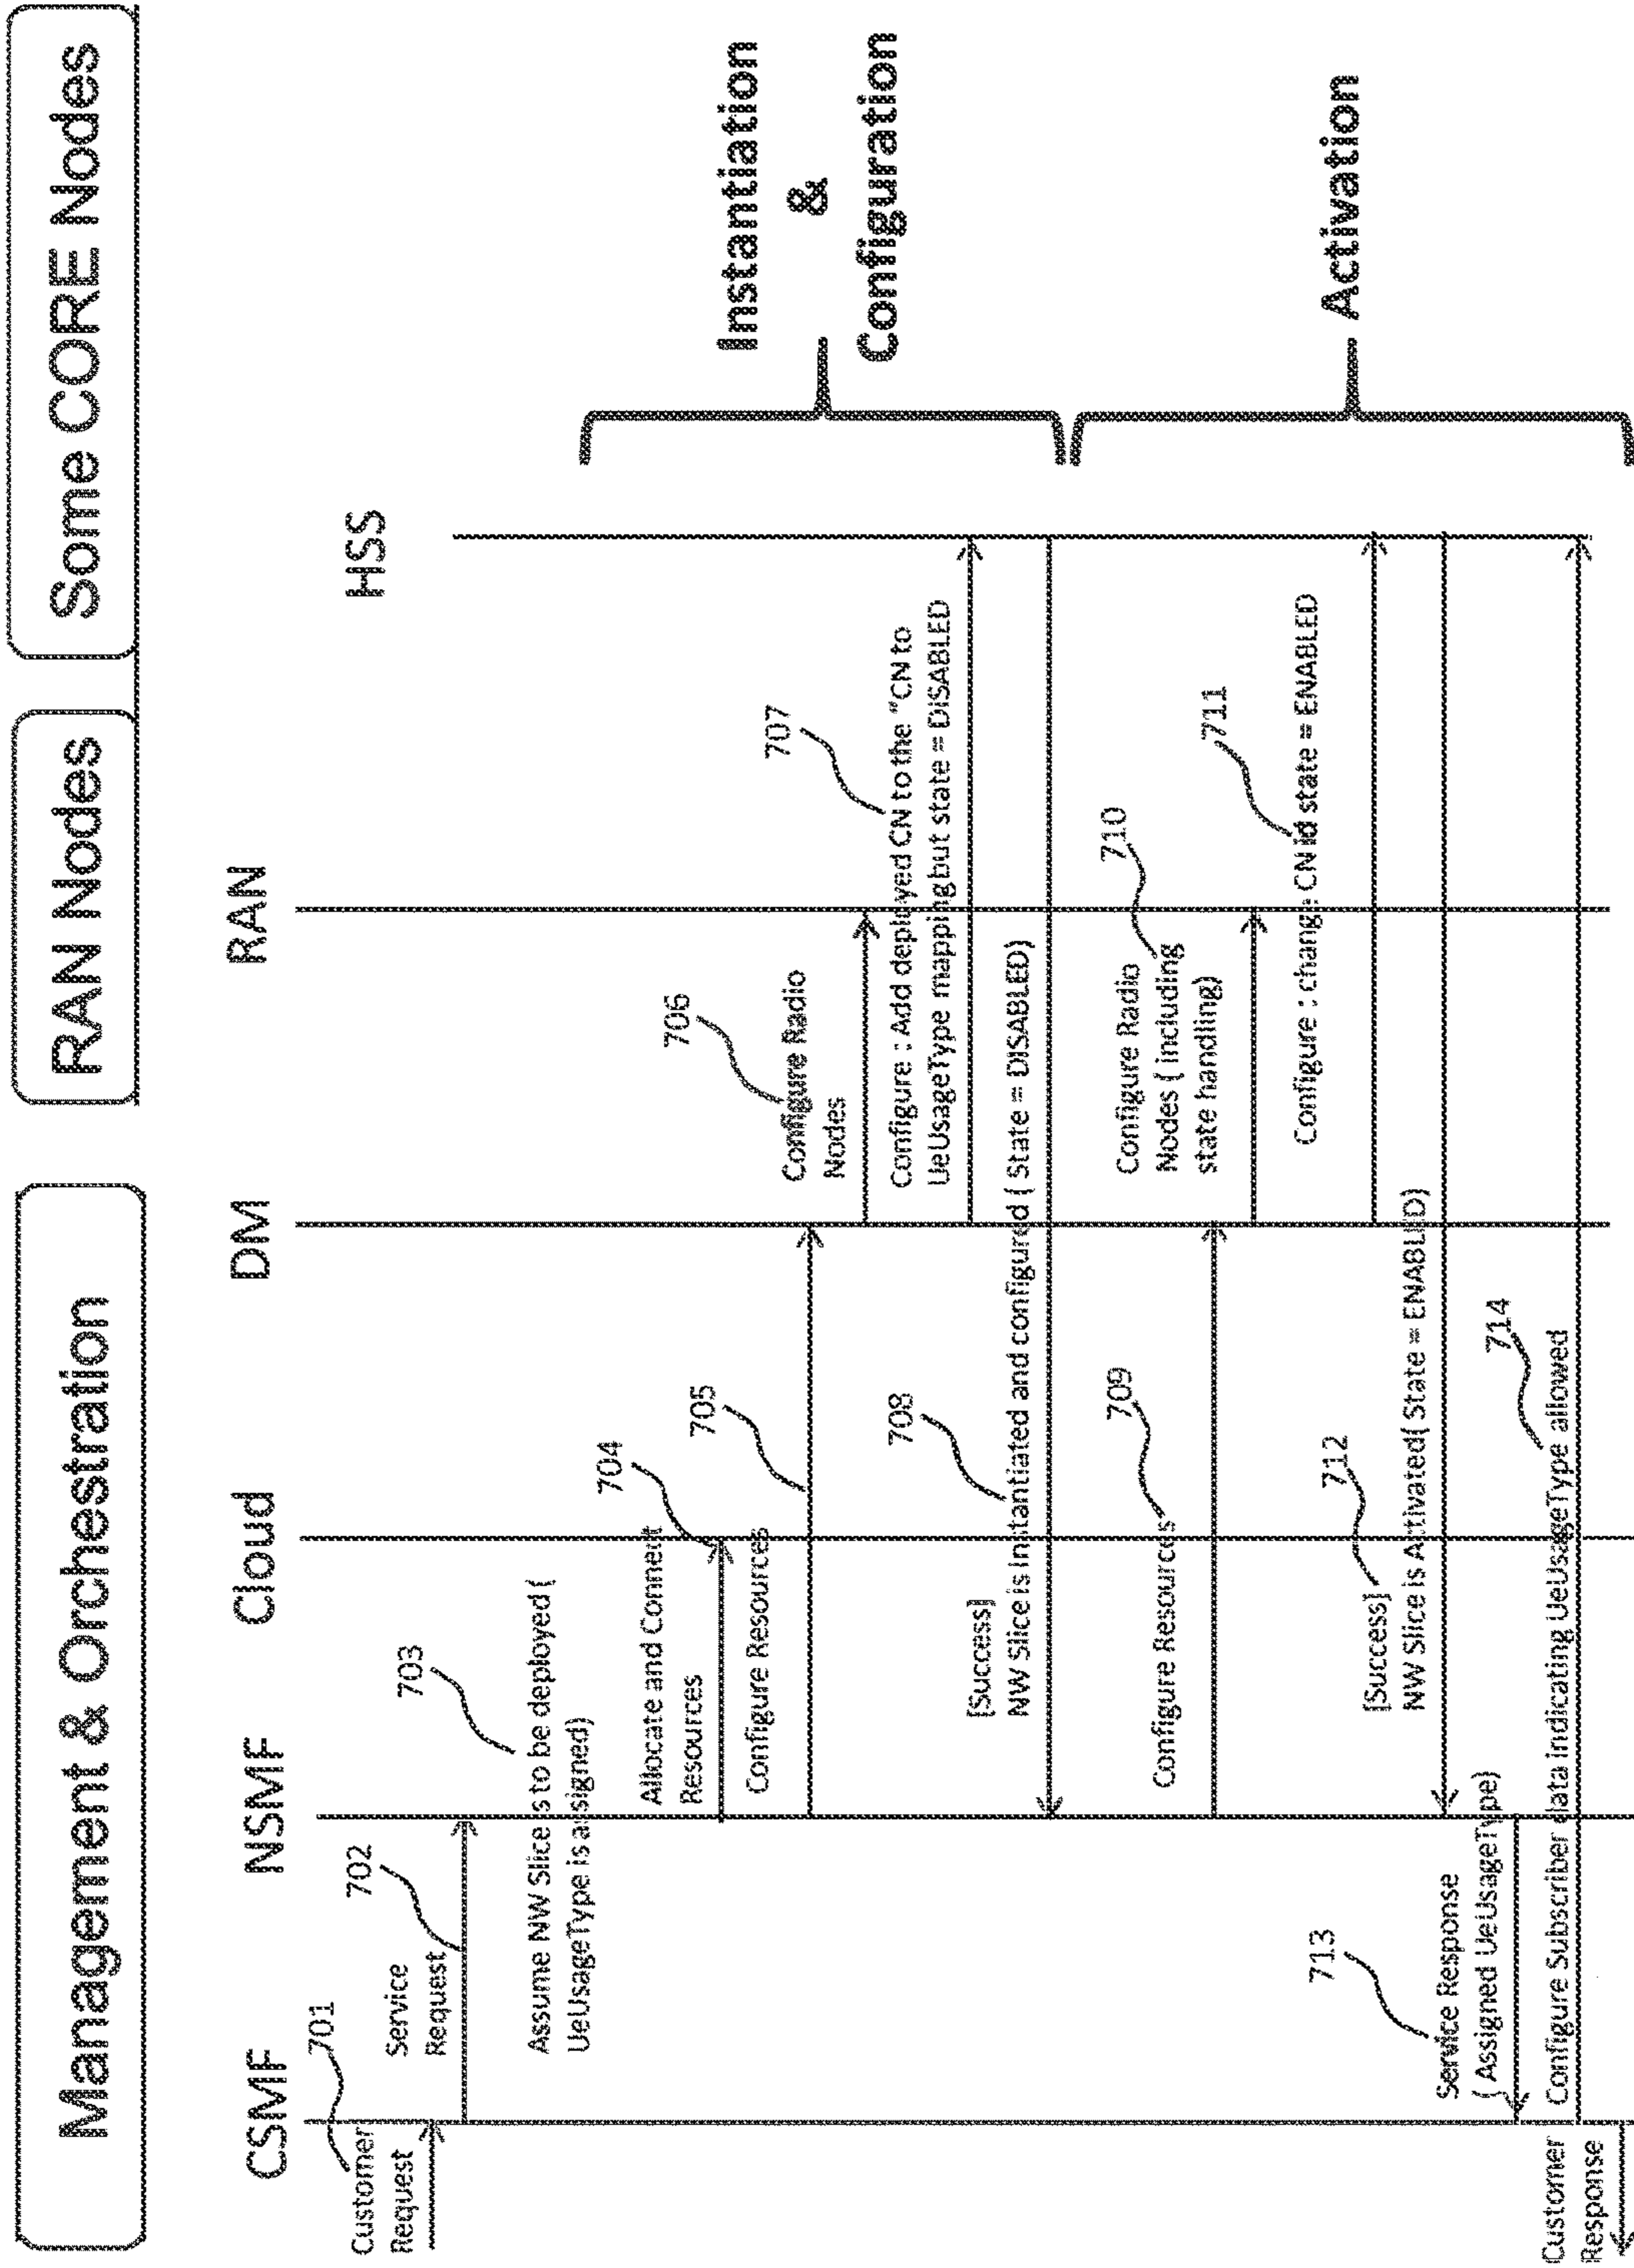 Management & Orchestration
RAN Nodes
Some CORE Nodes
CSMF
NSMF
Cloud
DM
RAN
HSS
701
Customer
Request
702
Service
Request
703
Assume NW Slice is to be deployed (
UeUsageType is assigned)
704
Allocate and Connect
Resources
705
Configure Resources
706
Configure Radio
Nodes
707
Configure : Add deployed CN to the "CN to
UeUsageType mapping but state = DISABLED
708
[Success]
NW Slice is Instantiated and configured ( State = DISABLED)
Instantiation
&
Configuration
709
Configure Resources
710
Configure Radio
Nodes ( including
state handling)
711
Configure : change CN id state = ENABLED
712
[Success]
NW Slice is Activated( State = ENABLED)
713
Service Response
( Assigned UeUsageType)
714
Configure Subscriber data indicating UeUsageType allowed
Customer
Response
Activation